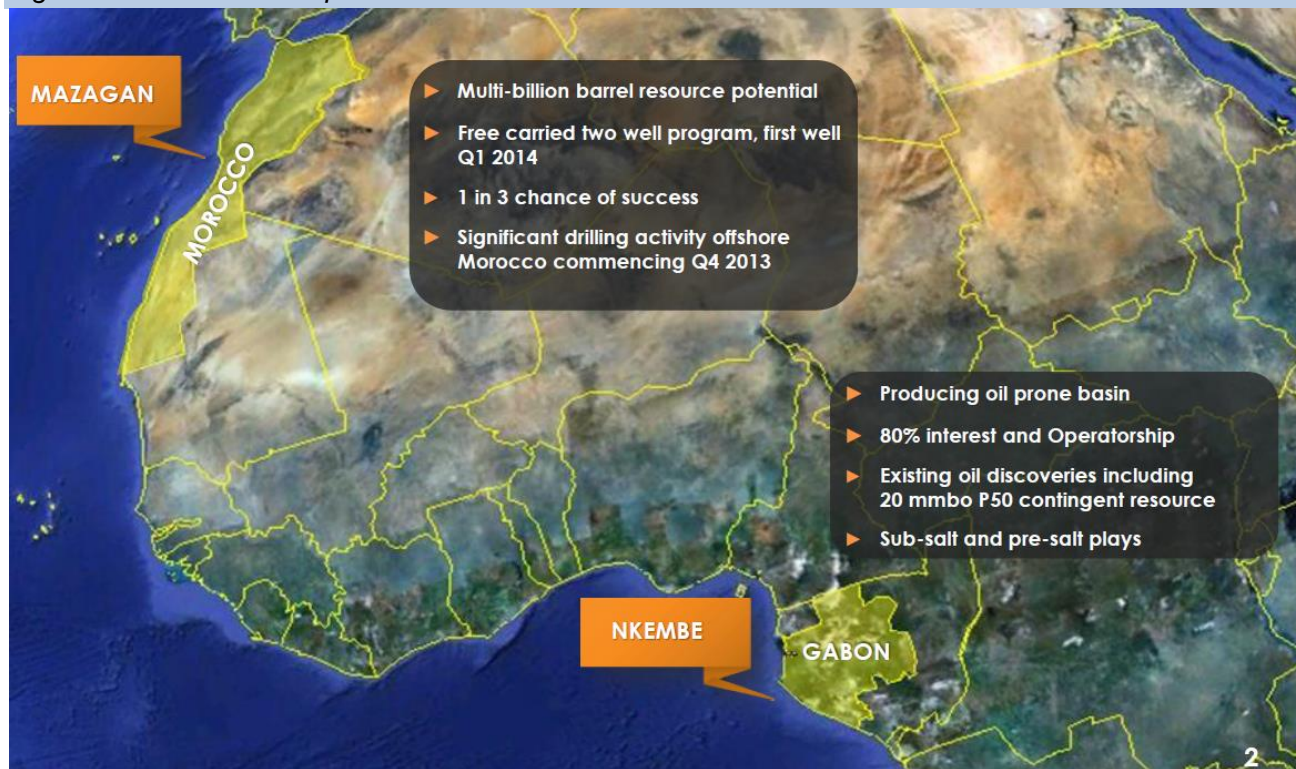 MAZAGAN
MOROCCO
Multi-billion barrel resource potential
Free carried two well program, first well
Q1 2014
1 in 3 chance of success
Significant drilling activity offshore
Morocco commencing Q4 2013
Producing oil prone basin
80% interest and Operatorship
Existing oil discoveries including
20 mmbo P50 contingent resource
Sub-salt and pre-salt plays
NKEMBE
GABON
2